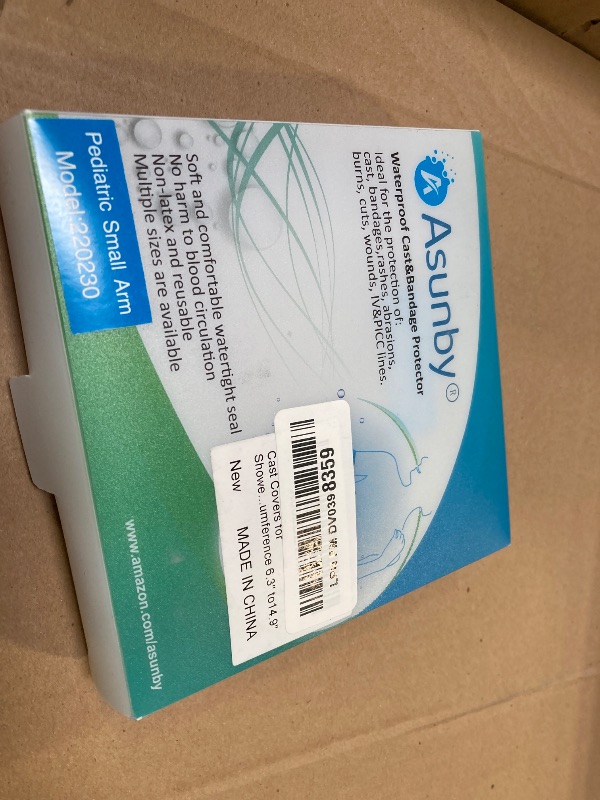 Asunby®
Waterproof Cast&Bandage Protector
Ideal for the protection of:
cast, bandages,rashes, abrasions,
burns, cuts, wounds, IV&PICC lines.
Soft and comfortable watertight seal
No harm to blood circulation
Non-latex and reusable
Multiple sizes are available
Pediatric Small Arm
Model:220230
8359
Cast Covers for
Showe...umference 6.3" to14.9"
New MADE IN CHINA
www.amazon.com/asunby